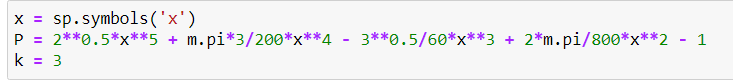 x = sp.symbols('x')
P = 2**0.5*x**5 + m.pi*3/200*x**4 - 3**0.5/60*x**3 + 2*m.pi/800*x**2 - 1
k = 3